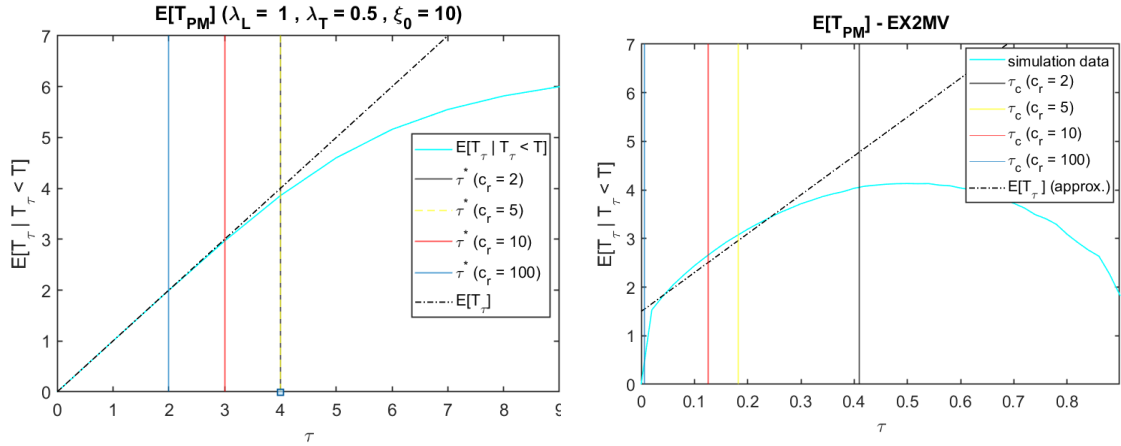 E[T_PM] (λ_L = 1 , λ_T = 0.5 , ξ_0 = 10)
7
6
5
4
3
2
1
0
E[T_τ | T_τ < T]
0 1 2 3 4 5 6 7 8 9
τ
E[T_τ | T_τ < T]
τ* (c_r = 2)
τ* (c_r = 5)
τ* (c_r = 10)
τ* (c_r = 100)
E[T_τ]
E[T_PM] - EX2MV
7
6
5
4
3
2
1
0
E[T_τ | T_τ < T]
0 0.1 0.2 0.3 0.4 0.5 0.6 0.7 0.8
τ
simulation data
τ_c (c_r = 2)
τ_c (c_r = 5)
τ_c (c_r = 10)
τ_c (c_r = 100)
E[T_τ ] (approx.)